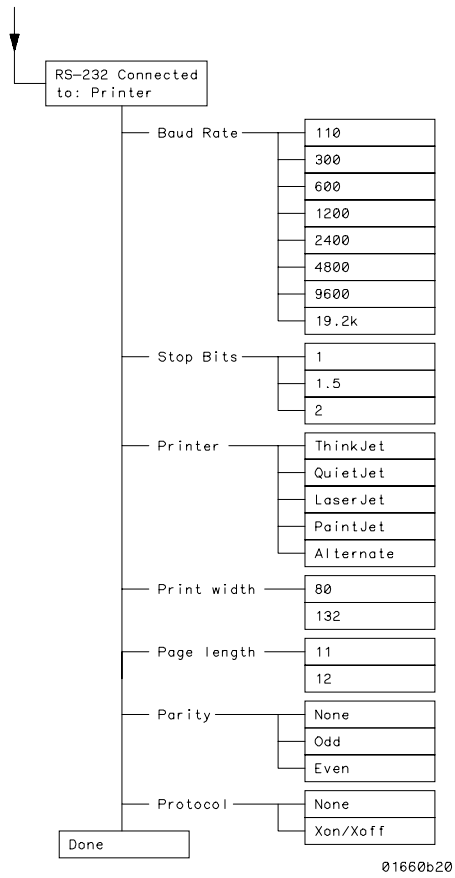 RS-232 Connected
to: Printer
Baud Rate
110
300
600
1200
2400
4800
9600
19.2k
Stop Bits
1
1.5
2
Printer
ThinkJet
QuietJet
LaserJet
PaintJet
Alternate
Print width
80
132
Page length
11
12
Parity
None
Odd
Even
Protocol
None
Xon/Xoff
Done
01660b20